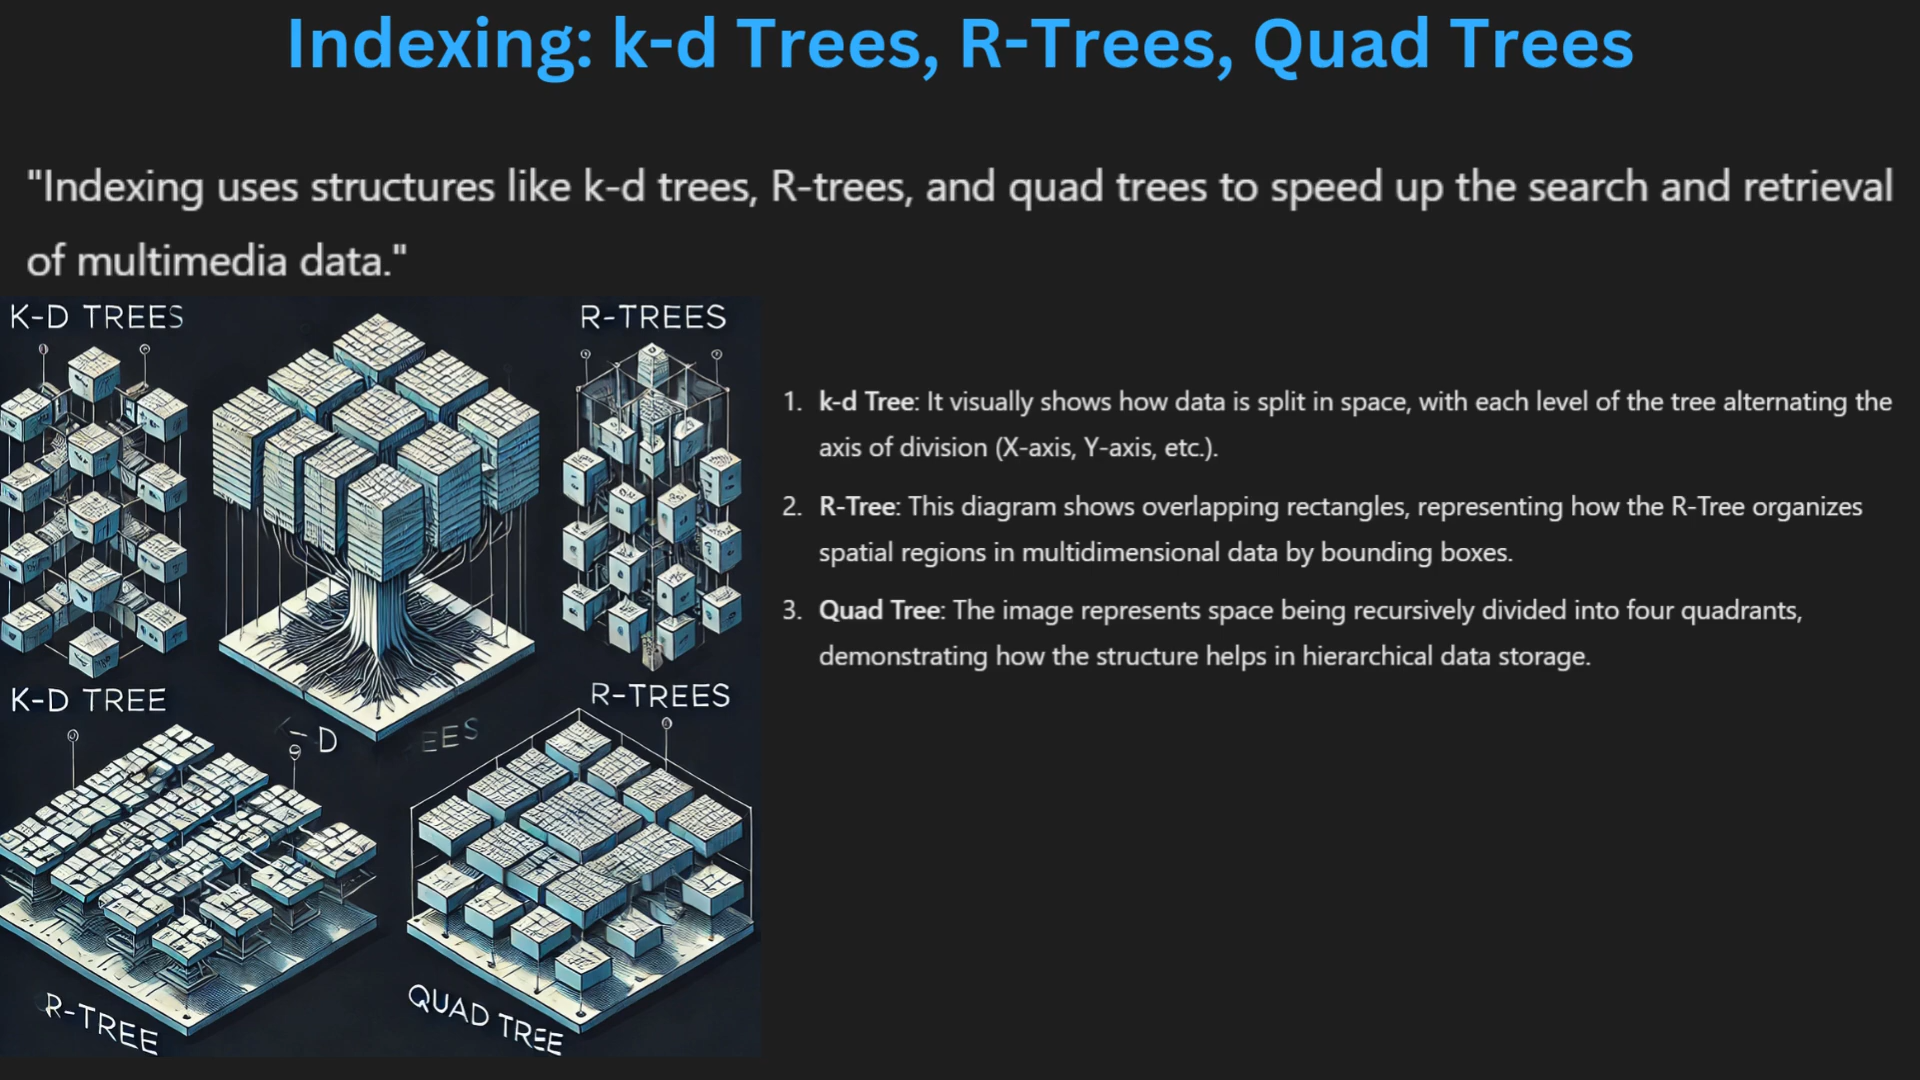 Indexing: k-d Trees, R-Trees, Quad Trees
"Indexing uses structures like k-d trees, R-trees, and quad trees to speed up the search and retrieval
of multimedia data."
K-D TREES
R-TREES
K-D TREE
R-TREES
R-TREE
QUAD TREE
1. k-d Tree: It visually shows how data is split in space, with each level of the tree alternating the
axis of division (X-axis, Y-axis, etc.).
2. R-Tree: This diagram shows overlapping rectangles, representing how the R-Tree organizes
spatial regions in multidimensional data by bounding boxes.
3. Quad Tree: The image represents space being recursively divided into four quadrants,
demonstrating how the structure helps in hierarchical data storage.